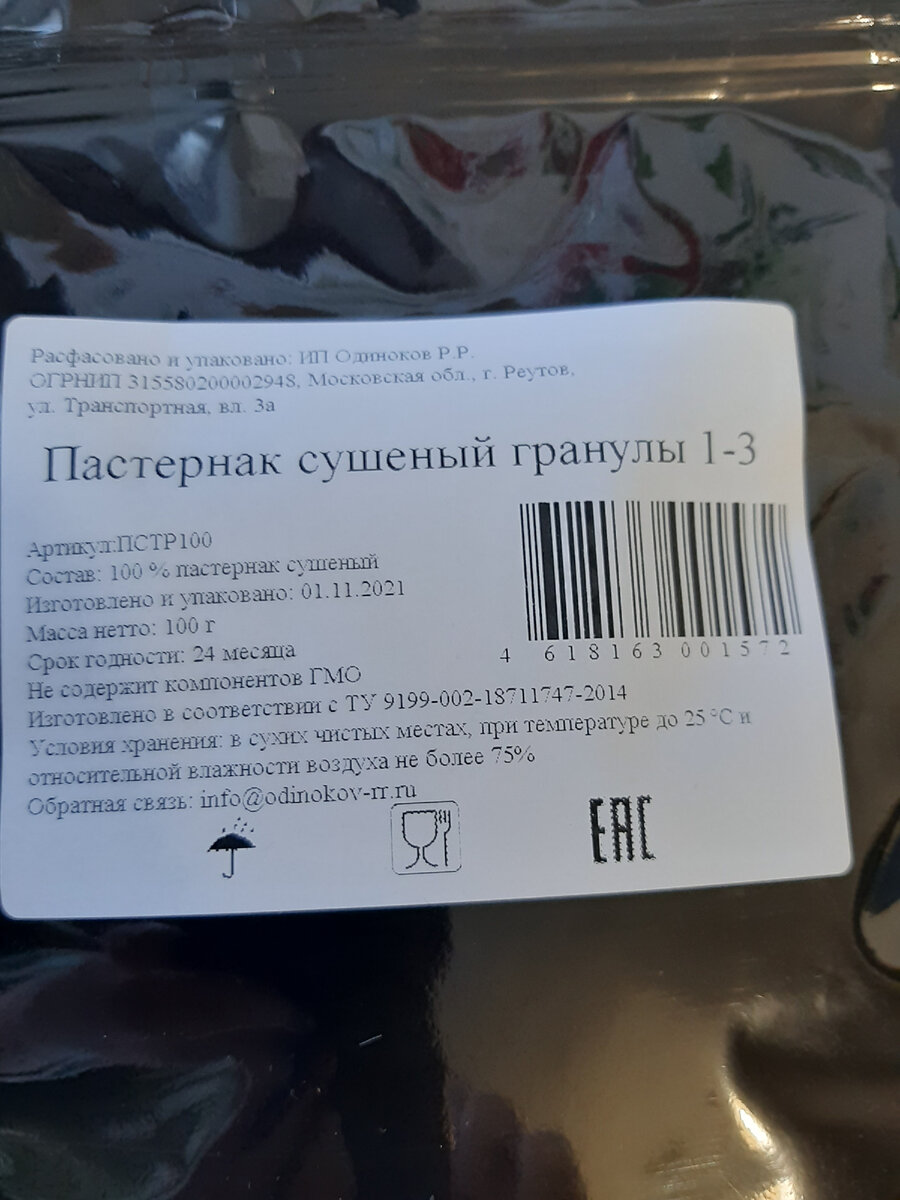 Расфасовано и упаковано: ИП Одиноков Р.Р.
ОГРНИП 315580200002948, Московская обл., г. Реутов,
ул. Транспортная, вл. 3а
Пастернак сушеный гранулы 1-3
Артикул:ПСТР100
Состав: 100 % пастернак сушеный
Изготовлено и упаковано: 01.11.2021
Масса нетто: 100 г
Срок годности: 24 месяца
Не содержит компонентов ГМО
Изготовлено в соответствии с ТУ 9199-002-18711747-2014
Условия хранения: в сухих чистых местах, при температуре до 25 °С и
относительной влажности воздуха не более 75%
Обратная связь: info@odinokov-rr.ru
4 618163 001572
EAC